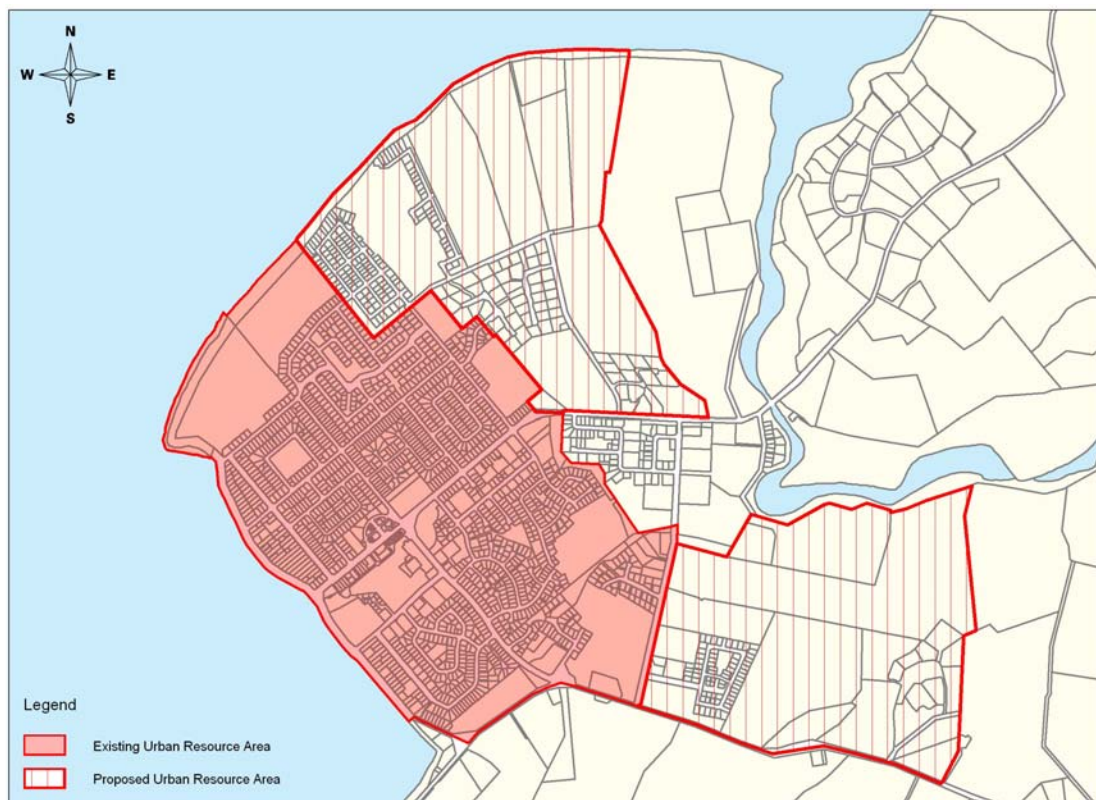 N
W E
S
Legend
Existing Urban Resource Area
Proposed Urban Resource Area